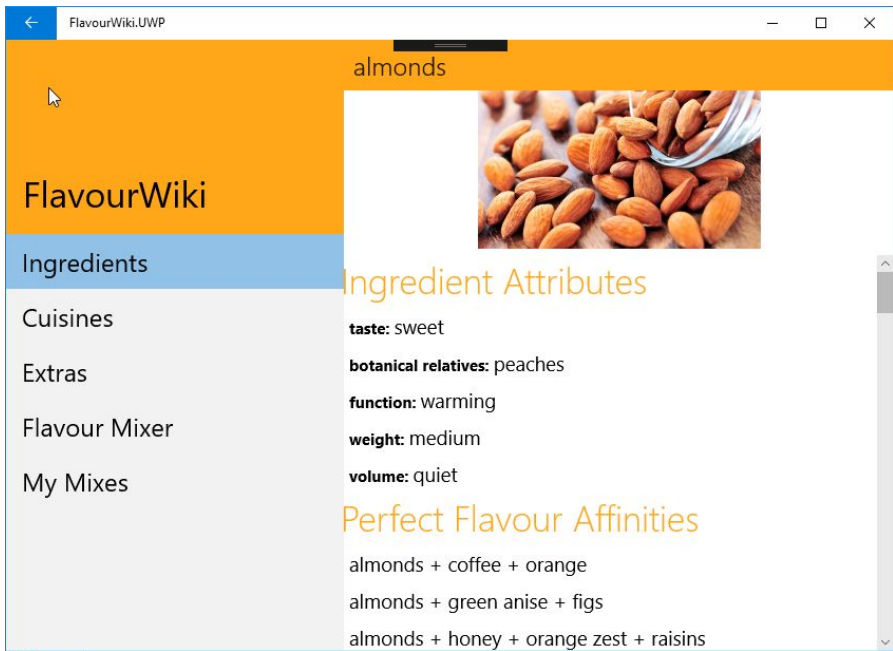 FlavourWiki.UWP
almonds
FlavourWiki
Ingredients
Cuisines
Extras
Flavour Mixer
My Mixes
Ingredient Attributes
taste: sweet
botanical relatives: peaches
function: warming
weight: medium
volume: quiet
Perfect Flavour Affinities
almonds + coffee + orange
almonds + green anise + figs
almonds + honey + orange zest + raisins